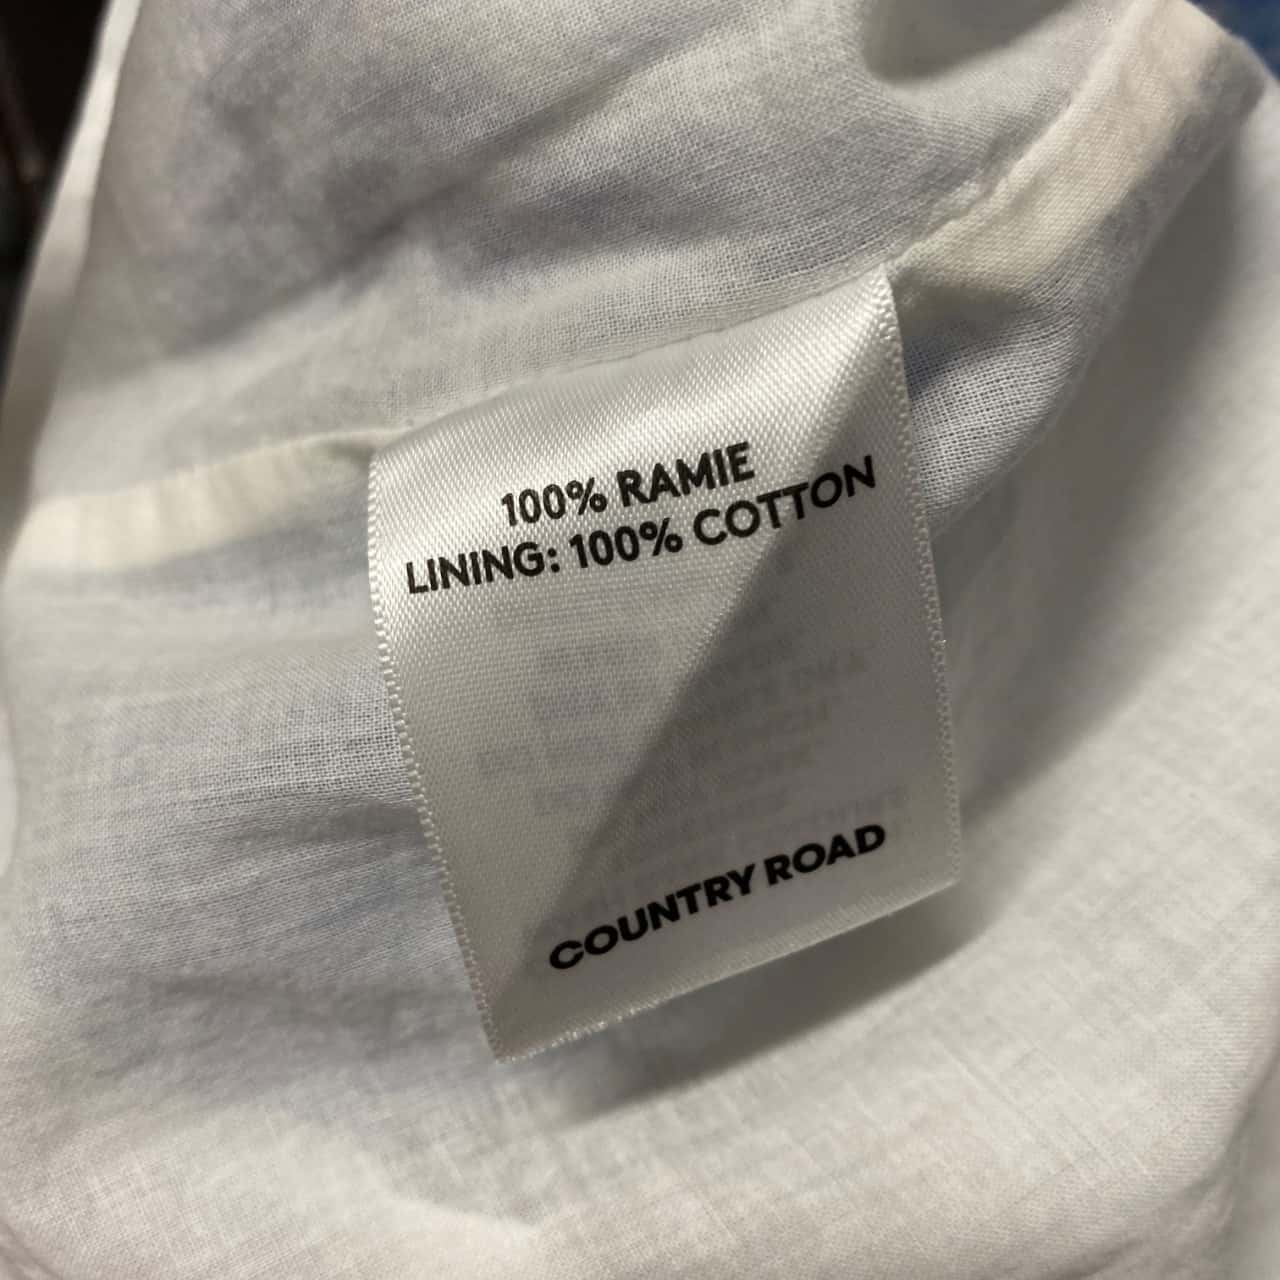 100% RAMIE
LINING: 100% COTTON
COUNTRY ROAD